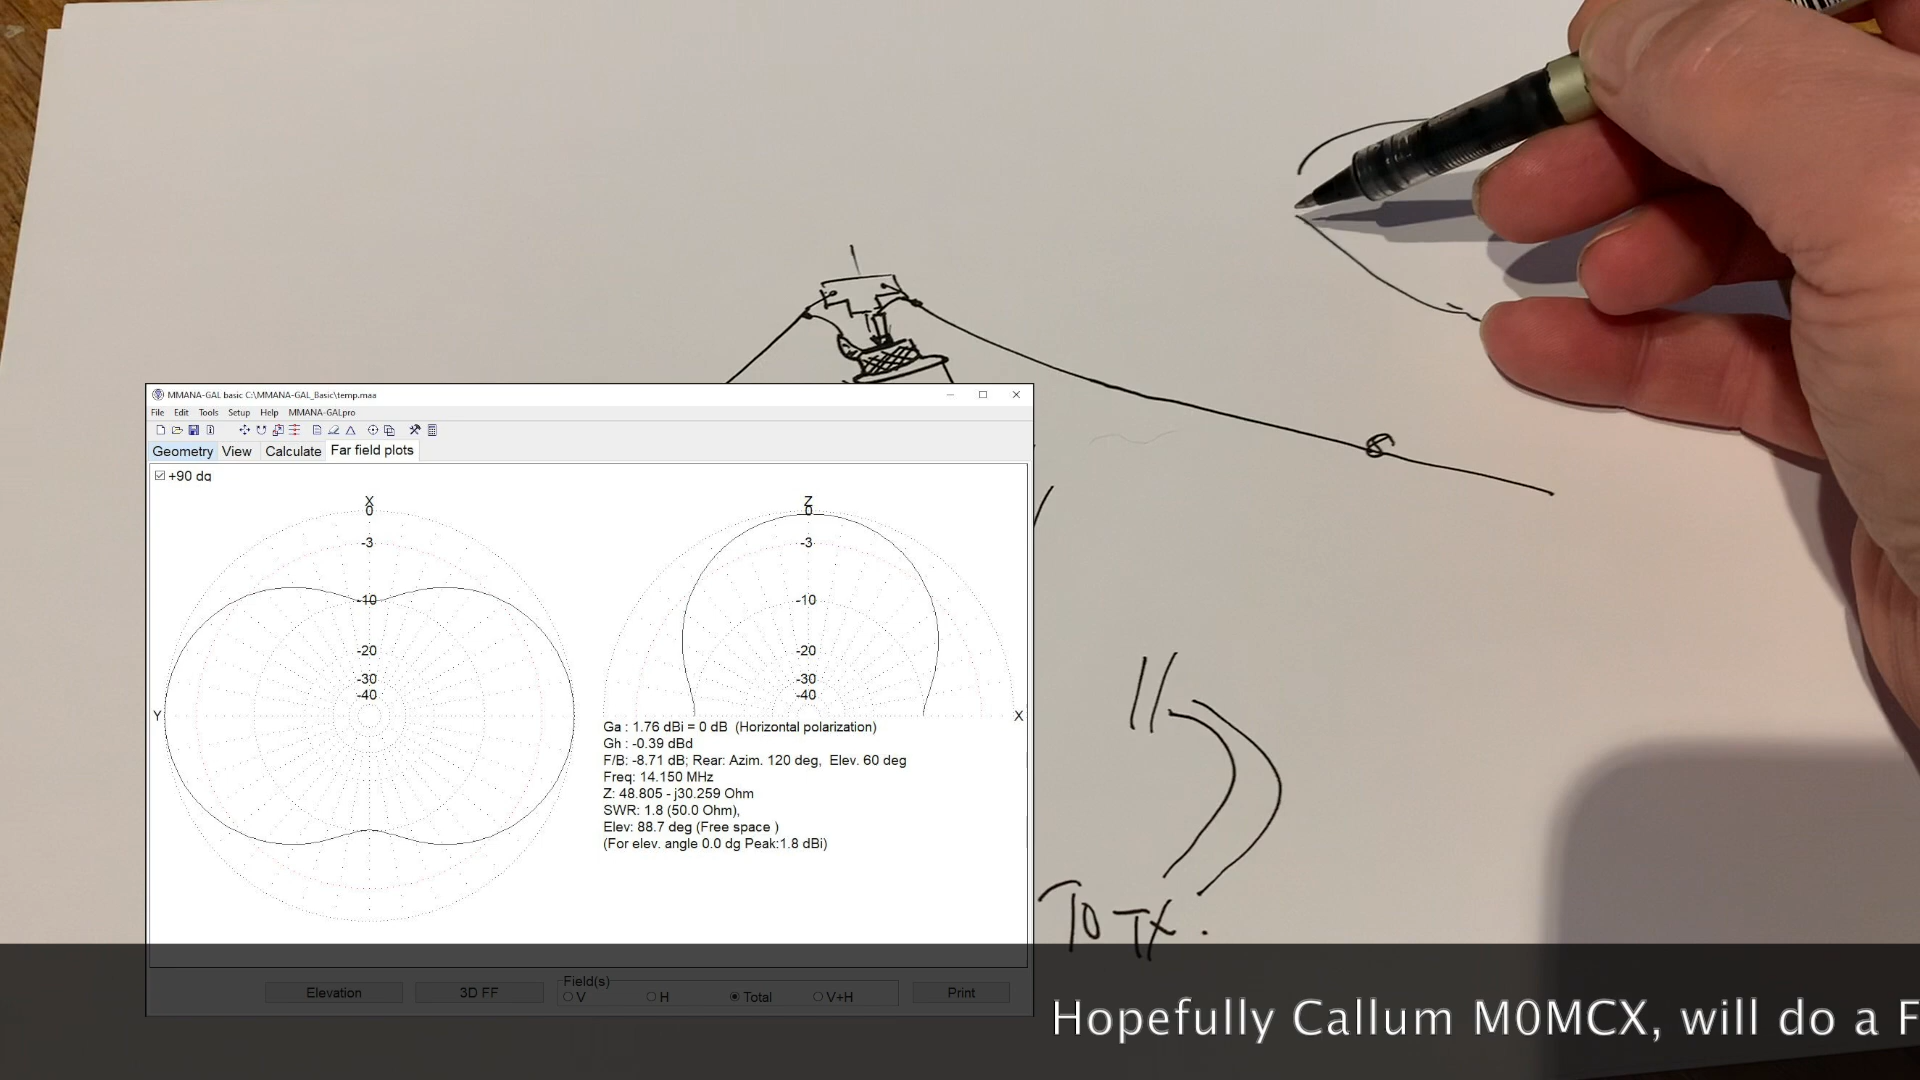 MMANA-GAL basic C:\MMANA-GAL_Basic\temp.maa
File Edit Tools Setup Help MMANA-GALpro
Geometry View Calculate Far field plots
+90 dg
X
0
-3
-10
-20
-30
-40
Y
Z
0
-3
-10
-20
-30
-40
X
Ga : 1.76 dBi = 0 dB (Horizontal polarization)
Gh : -0.39 dBd
F/B: -8.71 dB; Rear: Azim. 120 deg, Elev. 60 deg
Freq: 14.150 MHz
Z: 48.805 - j30.259 Ohm
SWR: 1.8 (50.0 Ohm),
Elev: 88.7 deg (Free space )
(For elev. angle 0.0 dg Peak:1.8 dBi)
TO TX.
Elevation
3D FF
Field(s)
V H Total V+H
Print
Hopefully Callum M0MCX, will do a F